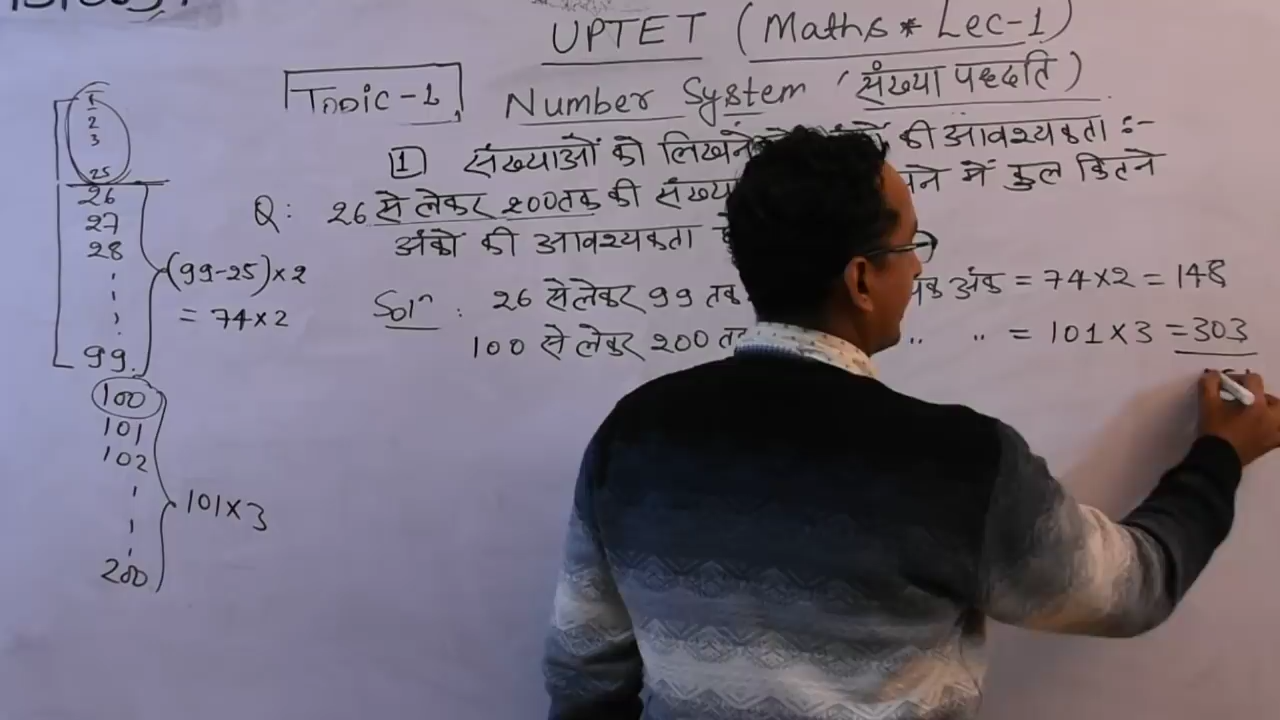 UPTET (Maths * Lec-1)
Topic-1 Number System (संख्या पद्धति)
1 संख्याओं को लिखने की आवश्यकता :-
Q: 26 से लेकर 200 तक की में कुल कितने
अंको की आवश्यकता
Solⁿ : 26 से लेकर 99 तक अंक = 74×2 = 148
100 से लेकर 200 " " = 101×3 = 303
1
2
3
25
26
27
28
99
(99-25)×2
= 74×2
100
101
102
200
101×3